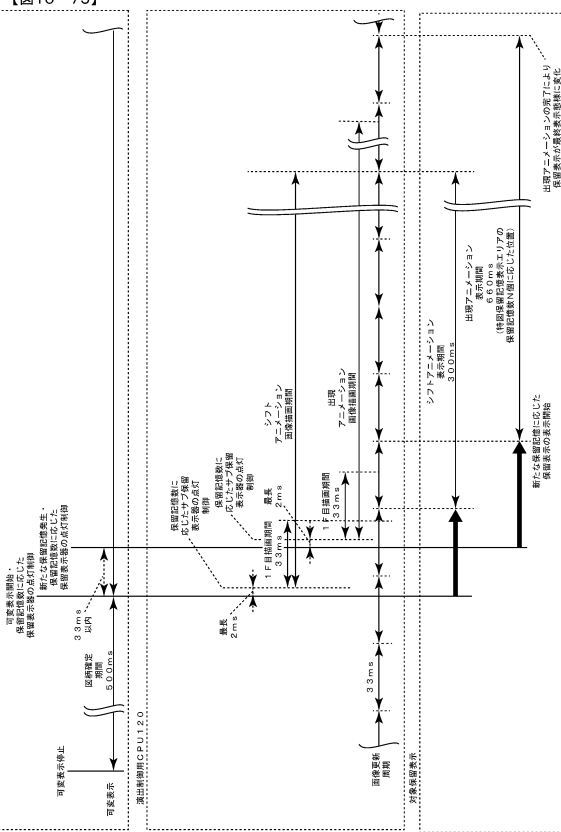 【図10-75】
可変表示開始・
保留記憶数に応じた
保留表示器の点灯制御
新たな保留記憶発生・
保留記憶数に応じた
保留表示器の点灯制御
33ms
以内
図柄確定
期間
500ms
可変表示停止
可変表示
演出制御用CPU120
保留記憶数に
応じたサブ保留
表示器の点灯
制御
保留記憶数に
応じたサブ保留
表示器の点灯
制御
シフト
アニメーション
画像描画期間
出現
アニメーション
画像描画期間
1F目描画期間
33ms
最長
2ms
1F目描画期間
33ms
最長
2ms
33ms
画像更新
周期
対象保留表示
シフトアニメーション
表示期間
300ms
出現アニメーション
表示期間
660ms
(特図保留記憶表示エリアの
保留記憶数N個に応じた位置)
新たな保留記憶に応じた
保留表示の表示開始
出現アニメーションの完了により
保留表示が最終表示態様に変化